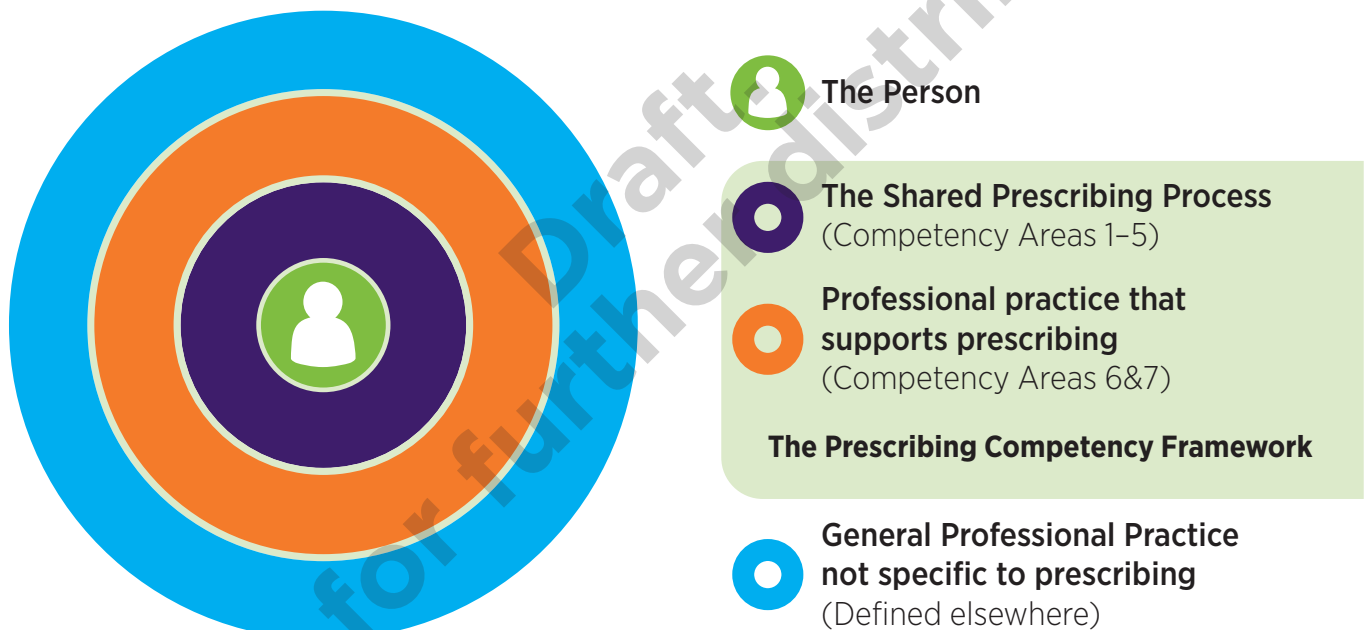 The Person
The Shared Prescribing Process
(Competency Areas 1–5)
Professional practice that
supports prescribing
(Competency Areas 6&7)
The Prescribing Competency Framework
General Professional Practice
not specific to prescribing
(Defined elsewhere)
Draft.
for further distri